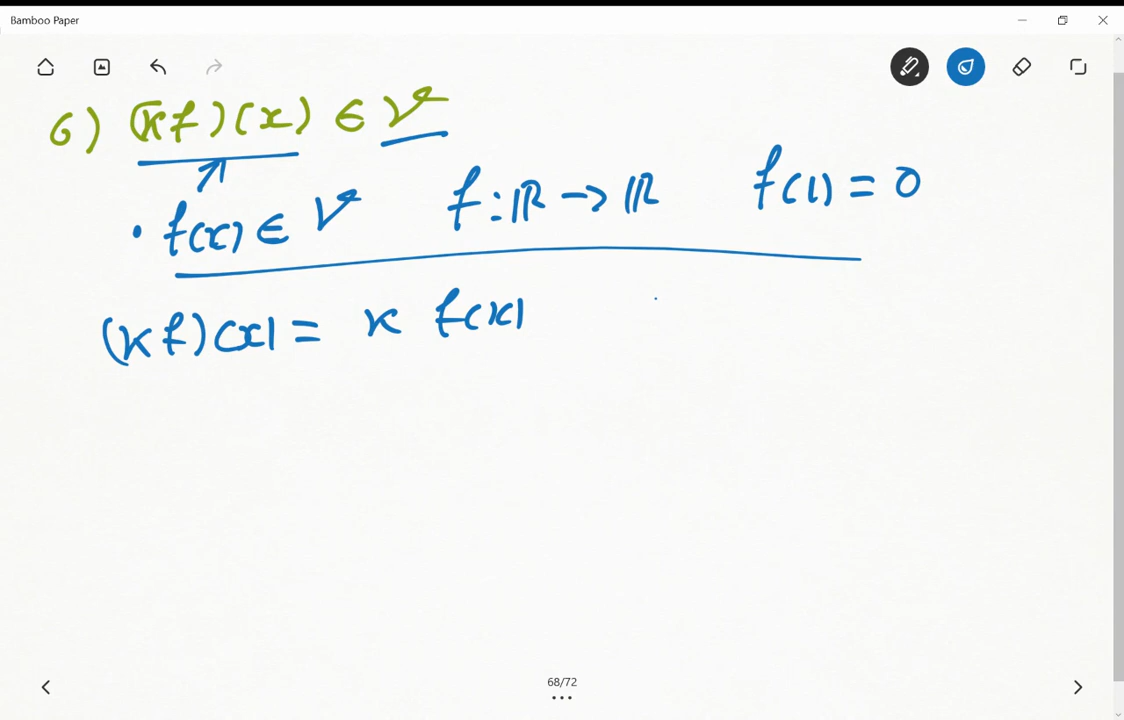 Bamboo Paper
6) (kf)(x) ∈ V
• f(x) ∈ V f: ℝ → ℝ f(1) = 0
(kf)(x) = k f(x)
68/72